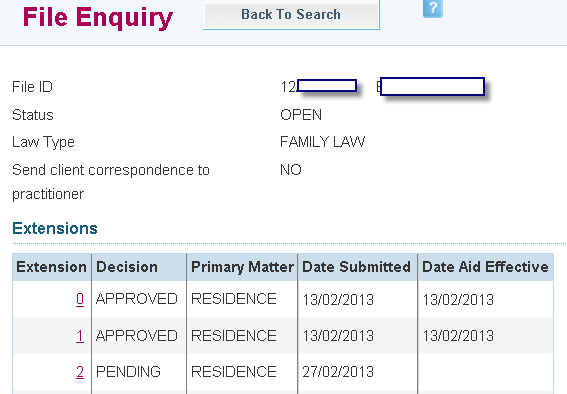 File Enquiry
Back To Search
?
File ID 12
Status OPEN
Law Type FAMILY LAW
Send client correspondence to NO
practitioner
Extensions
Extension Decision Primary Matter Date Submitted Date Aid Effective
0 APPROVED RESIDENCE 13/02/2013 13/02/2013
1 APPROVED RESIDENCE 13/02/2013 13/02/2013
2 PENDING RESIDENCE 27/02/2013